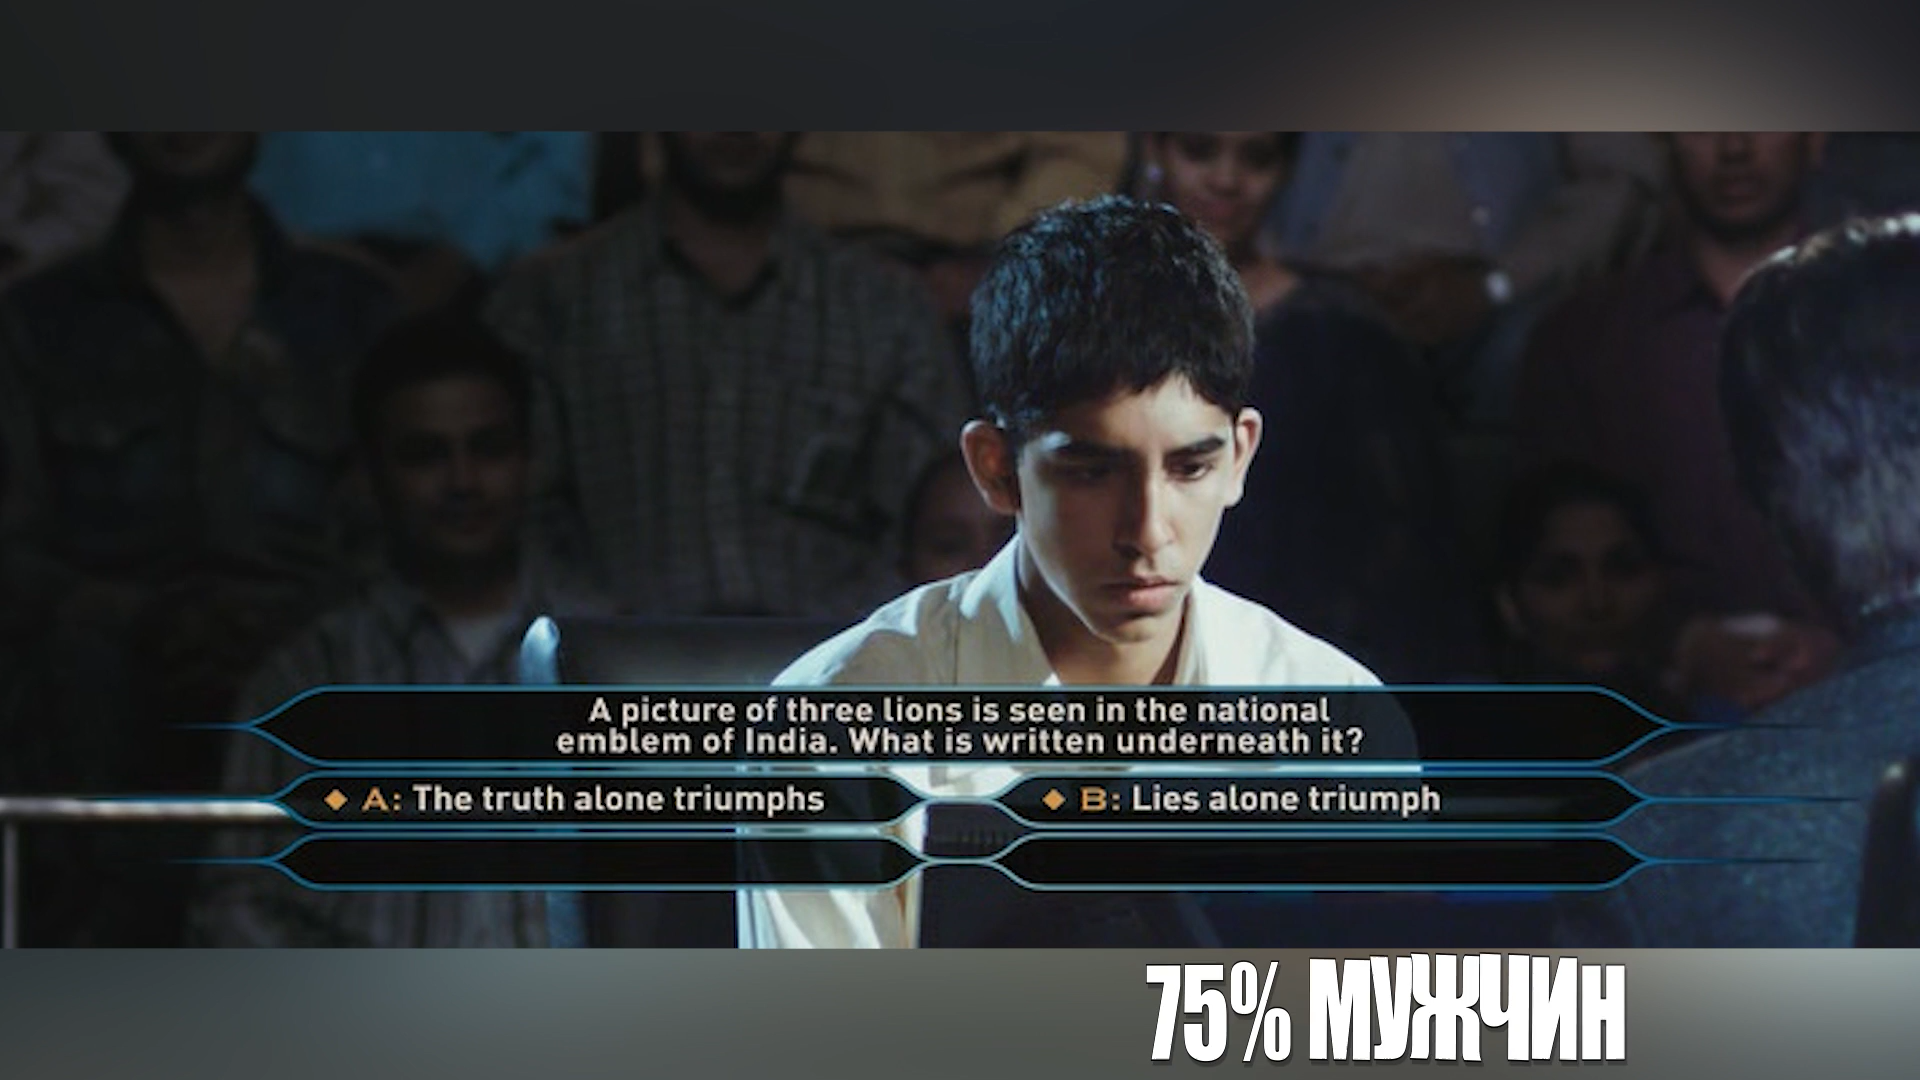 A picture of three lions is seen in the national
emblem of India. What is written underneath it?
A: The truth alone triumphs
B: Lies alone triumph
75% МУЖЧИН